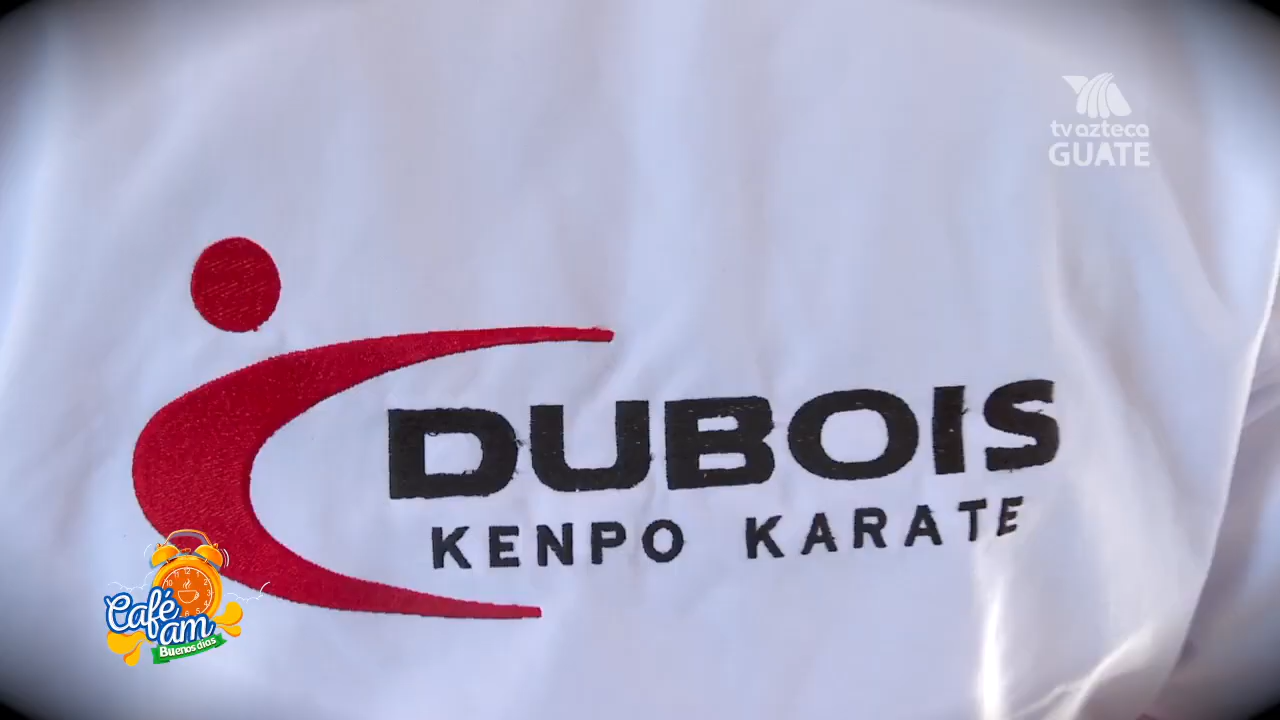 tv azteca
GUATE
DUBOIS
KENPO KARATE
Café
am
Buenos días